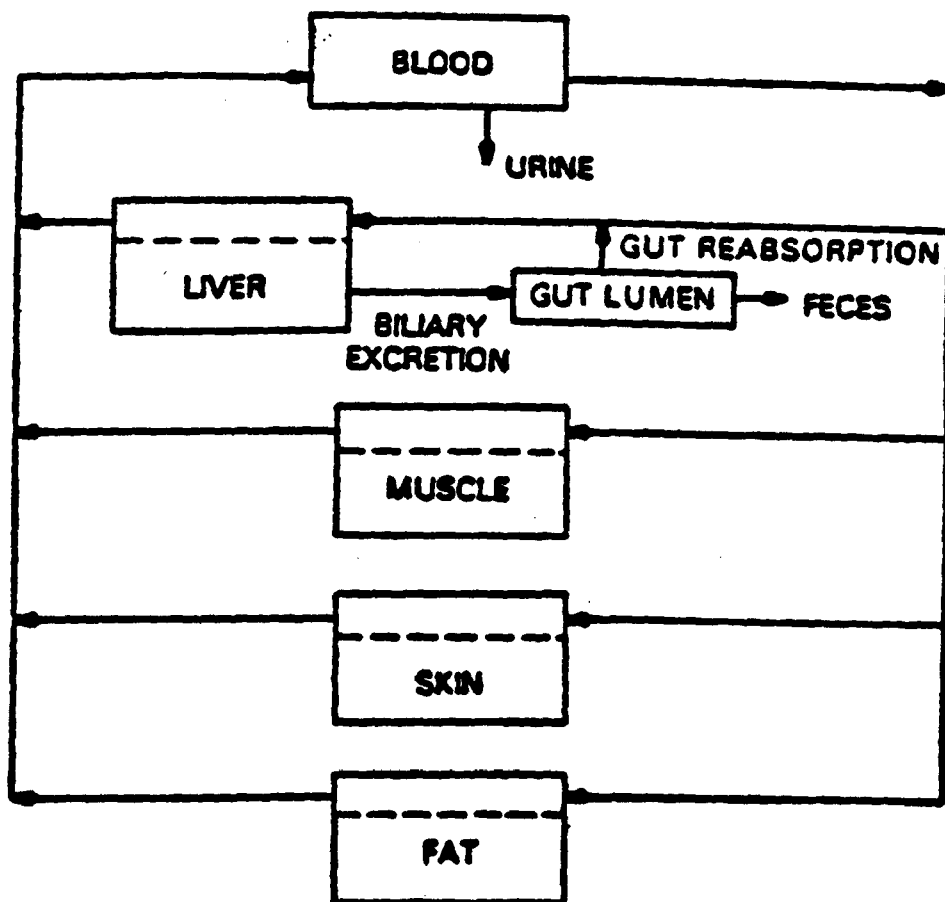 BLOOD
URINE
GUT REABSORPTION
LIVER
GUT LUMEN
FECES
BILIARY
EXCRETION
MUSCLE
SKIN
FAT